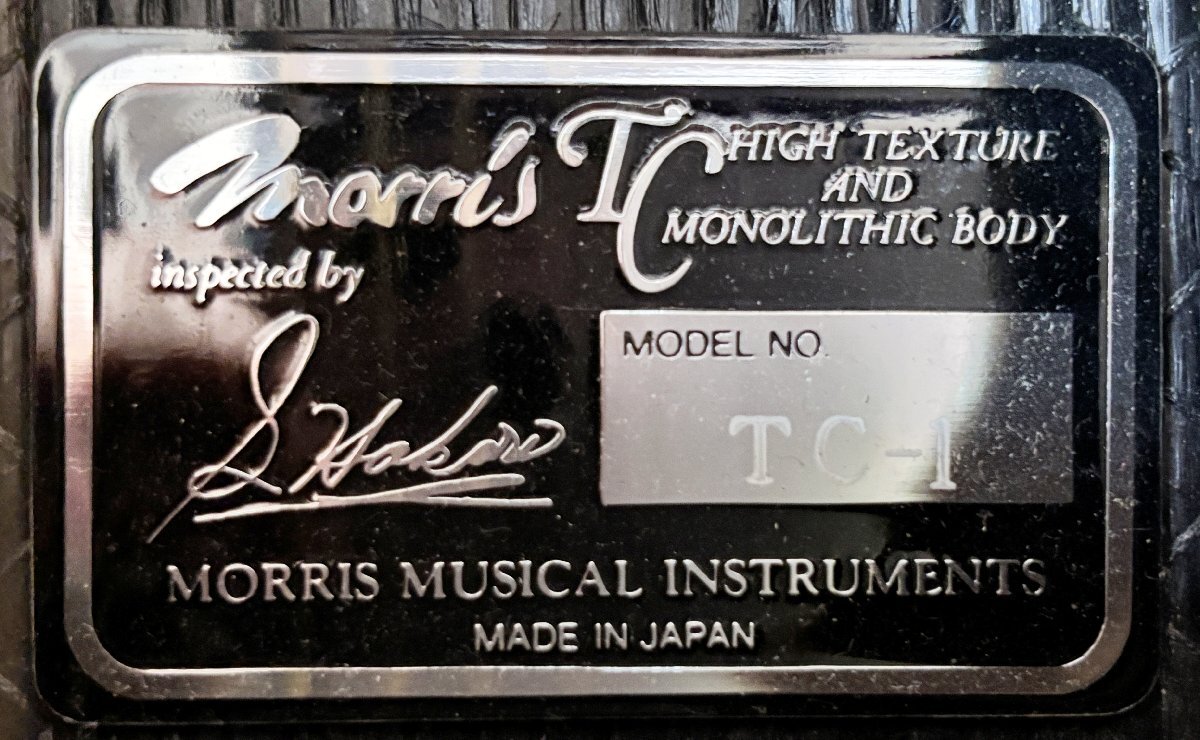 Morris TC HIGH TEXTURE
AND
MONOLITHIC BODY
inspected by
MODEL NO.
TC-1
MORRIS MUSICAL INSTRUMENTS
MADE IN JAPAN